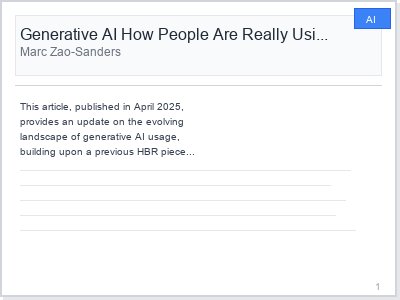 AI
Generative AI How People Are Really Usi...
Marc Zao-Sanders
This article, published in April 2025,
provides an update on the evolving
landscape of generative AI usage,
building upon a previous HBR piece...
1